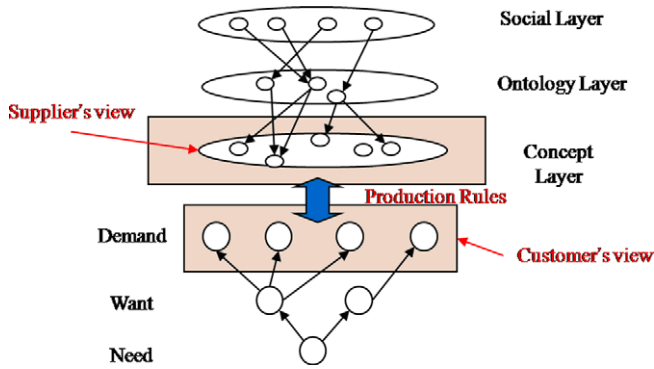 Social Layer
Ontology Layer
Supplier's view
Concept
Layer
Production Rules
Demand
Customer's view
Want
Need